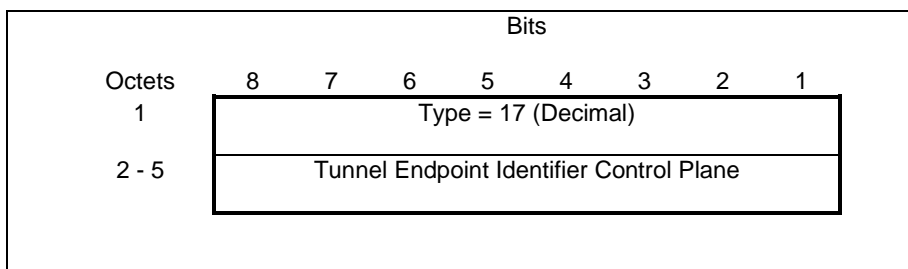 Bits
Octets 8 7 6 5 4 3 2 1
1 Type = 17 (Decimal)
2 - 5 Tunnel Endpoint Identifier Control Plane